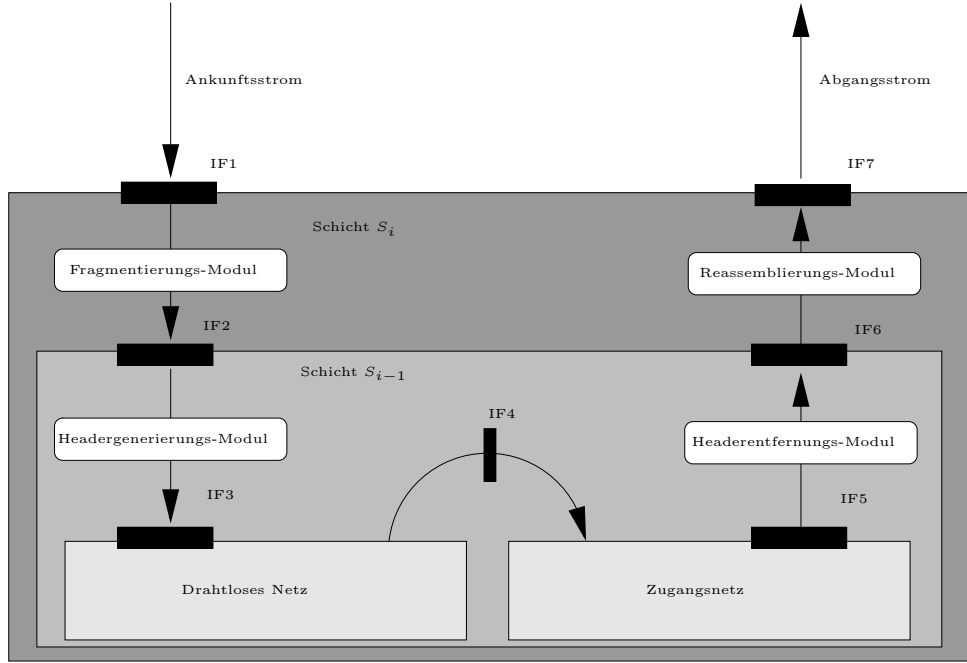 Ankunftsstrom
Abgangsstrom
IF1
IF7
Schicht S_i
Fragmentierungs-Modul
Reassemblierungs-Modul
IF2
IF6
Schicht S_{i-1}
IF4
Headergenerierungs-Modul
Headerentfernungs-Modul
IF3
IF5
Drahtloses Netz
Zugangsnetz